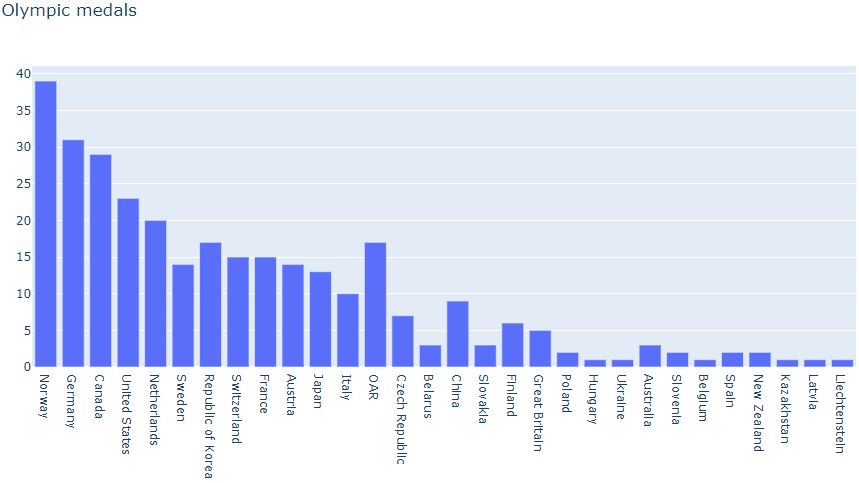 Olympic medals
40
35
30
25
20
15
10
5
0
Norway
Germany
Canada
United States
Netherlands
Sweden
Republic of Korea
Switzerland
France
Austria
Japan
Italy
OAR
Czech Republic
Belarus
China
Slovakia
Finland
Great Britain
Poland
Hungary
Ukraine
Australia
Slovenia
Belgium
Spain
New Zealand
Kazakhstan
Latvia
Liechtenstein